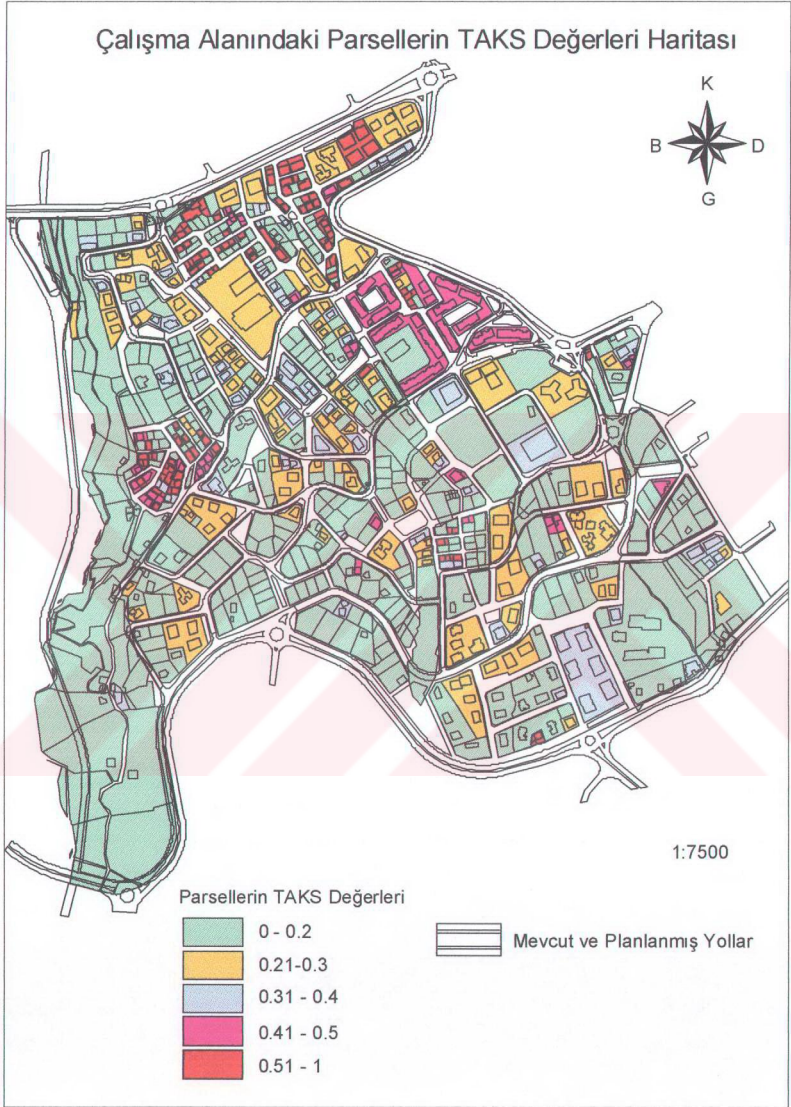 Çalışma Alanındaki Parsellerin TAKS Değerleri Haritası
K
B
D
G
1:7500
Parsellerin TAKS Değerleri
0 - 0.2
0.21-0.3
0.31 - 0.4
0.41 - 0.5
0.51 - 1
Mevcut ve Planlanmış Yollar